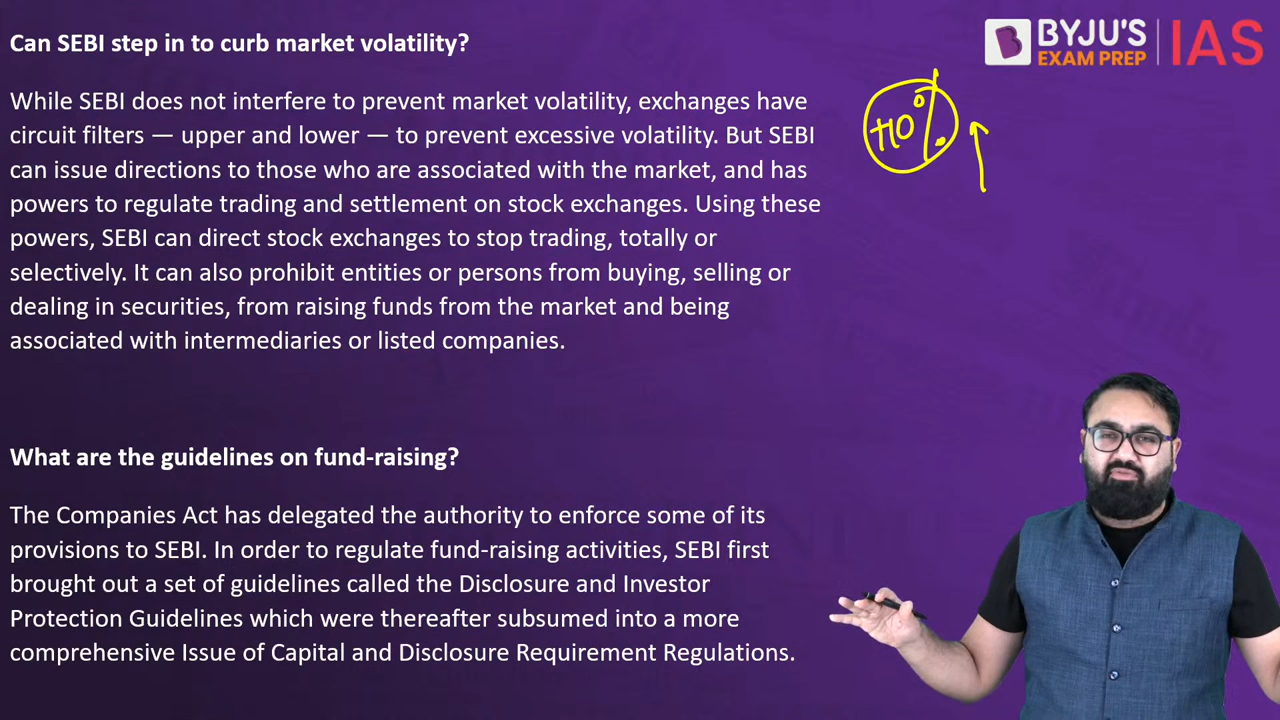 Can SEBI step in to curb market volatility?
BYJU'S
EXAM PREP
IAS
While SEBI does not interfere to prevent market volatility, exchanges have
circuit filters — upper and lower — to prevent excessive volatility. But SEBI
can issue directions to those who are associated with the market, and has
powers to regulate trading and settlement on stock exchanges. Using these
powers, SEBI can direct stock exchanges to stop trading, totally or
selectively. It can also prohibit entities or persons from buying, selling or
dealing in securities, from raising funds from the market and being
associated with intermediaries or listed companies.
+10%
What are the guidelines on fund-raising?
The Companies Act has delegated the authority to enforce some of its
provisions to SEBI. In order to regulate fund-raising activities, SEBI first
brought out a set of guidelines called the Disclosure and Investor
Protection Guidelines which were thereafter subsumed into a more
comprehensive Issue of Capital and Disclosure Requirement Regulations.